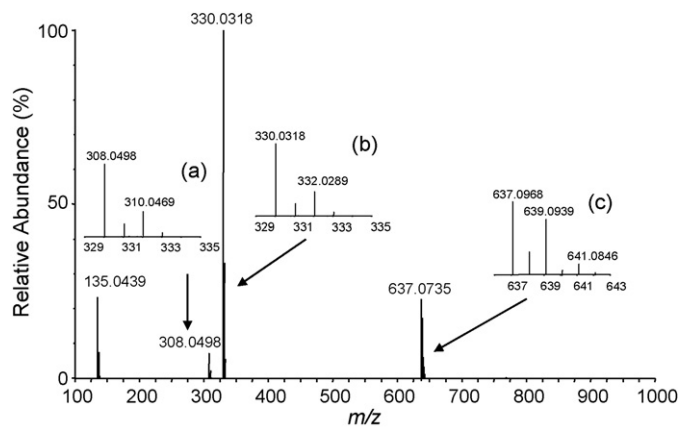 330.0318
100
Relative Abundance (%)
50
0
(a)
308.0498
310.0469
329 331 333 335
(b)
330.0318
332.0289
329 331 333 335
(c)
637.0968
639.0939
641.0846
637 639 641 643
135.0439
308.0498
637.0735
100 200 300 400 500 600 700 800 900 1000
m/z